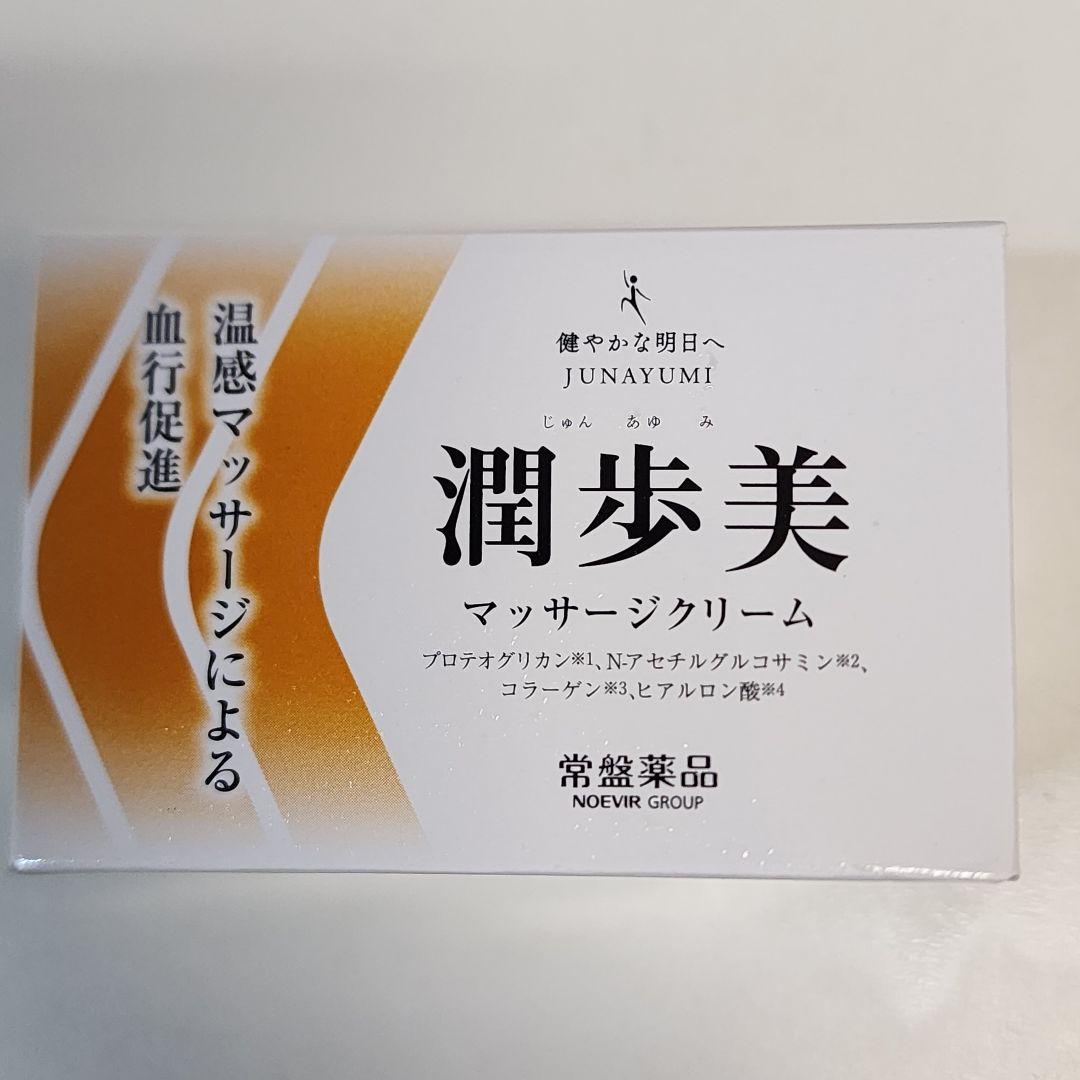 温感マッサージによる
血行促進
健やかな明日へ
JUNAYUMI
じゅん あゆ み
潤歩美
マッサージクリーム
プロテオグリカン※1、N-アセチルグルコサミン※2、
コラーゲン※3、ヒアルロン酸※4
常盤薬品
NOEVIR GROUP